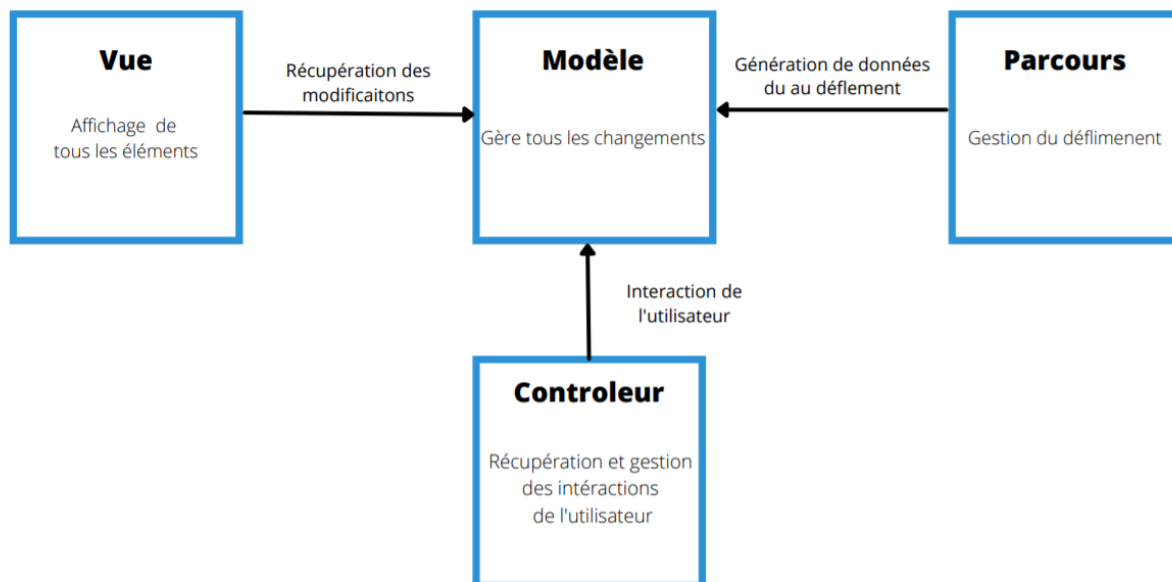 Vue
Affichage de
tous les éléments
Récupération des
modificaitons
Modèle
Gère tous les changements
Génération de données
du au déflement
Parcours
Gestion du déflimenent
Interaction de
l'utilisateur
Controleur
Récupération et gestion
des intéractions
de l'utilisateur